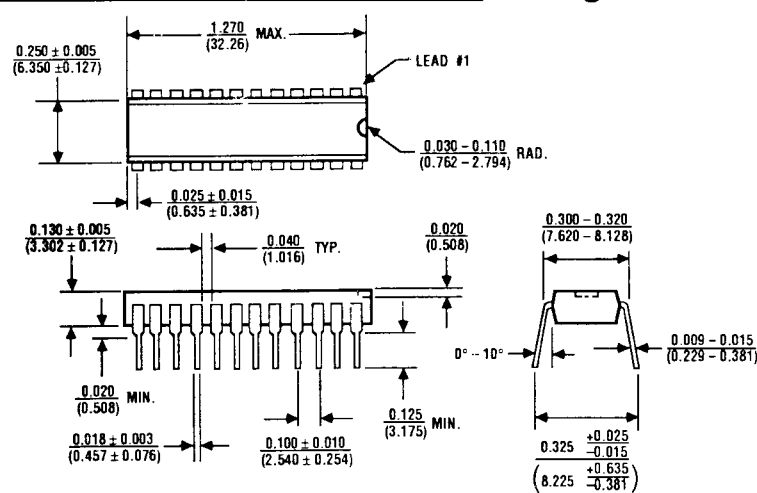 1.270
(32.26) MAX.
0.250 ± 0.005
(6.350 ±0.127)
LEAD #1
0.030 – 0.110
(0.762 – 2.794) RAD.
0.025 ± 0.015
(0.635 ± 0.381)
0.130 ± 0.005
(3.302 ± 0.127)
0.040
(1.016) TYP.
0.020
(0.508)
0.300 – 0.320
(7.620 – 8.128)
0.020
(0.508) MIN.
0.018 ± 0.003
(0.457 ± 0.076)
0.100 ± 0.010
(2.540 ± 0.254)
0.125
(3.175) MIN.
0° – 10°
0.009 – 0.015
(0.229 – 0.381)
0.325 +0.025
−0.015
(8.225 +0.635
−0.381)